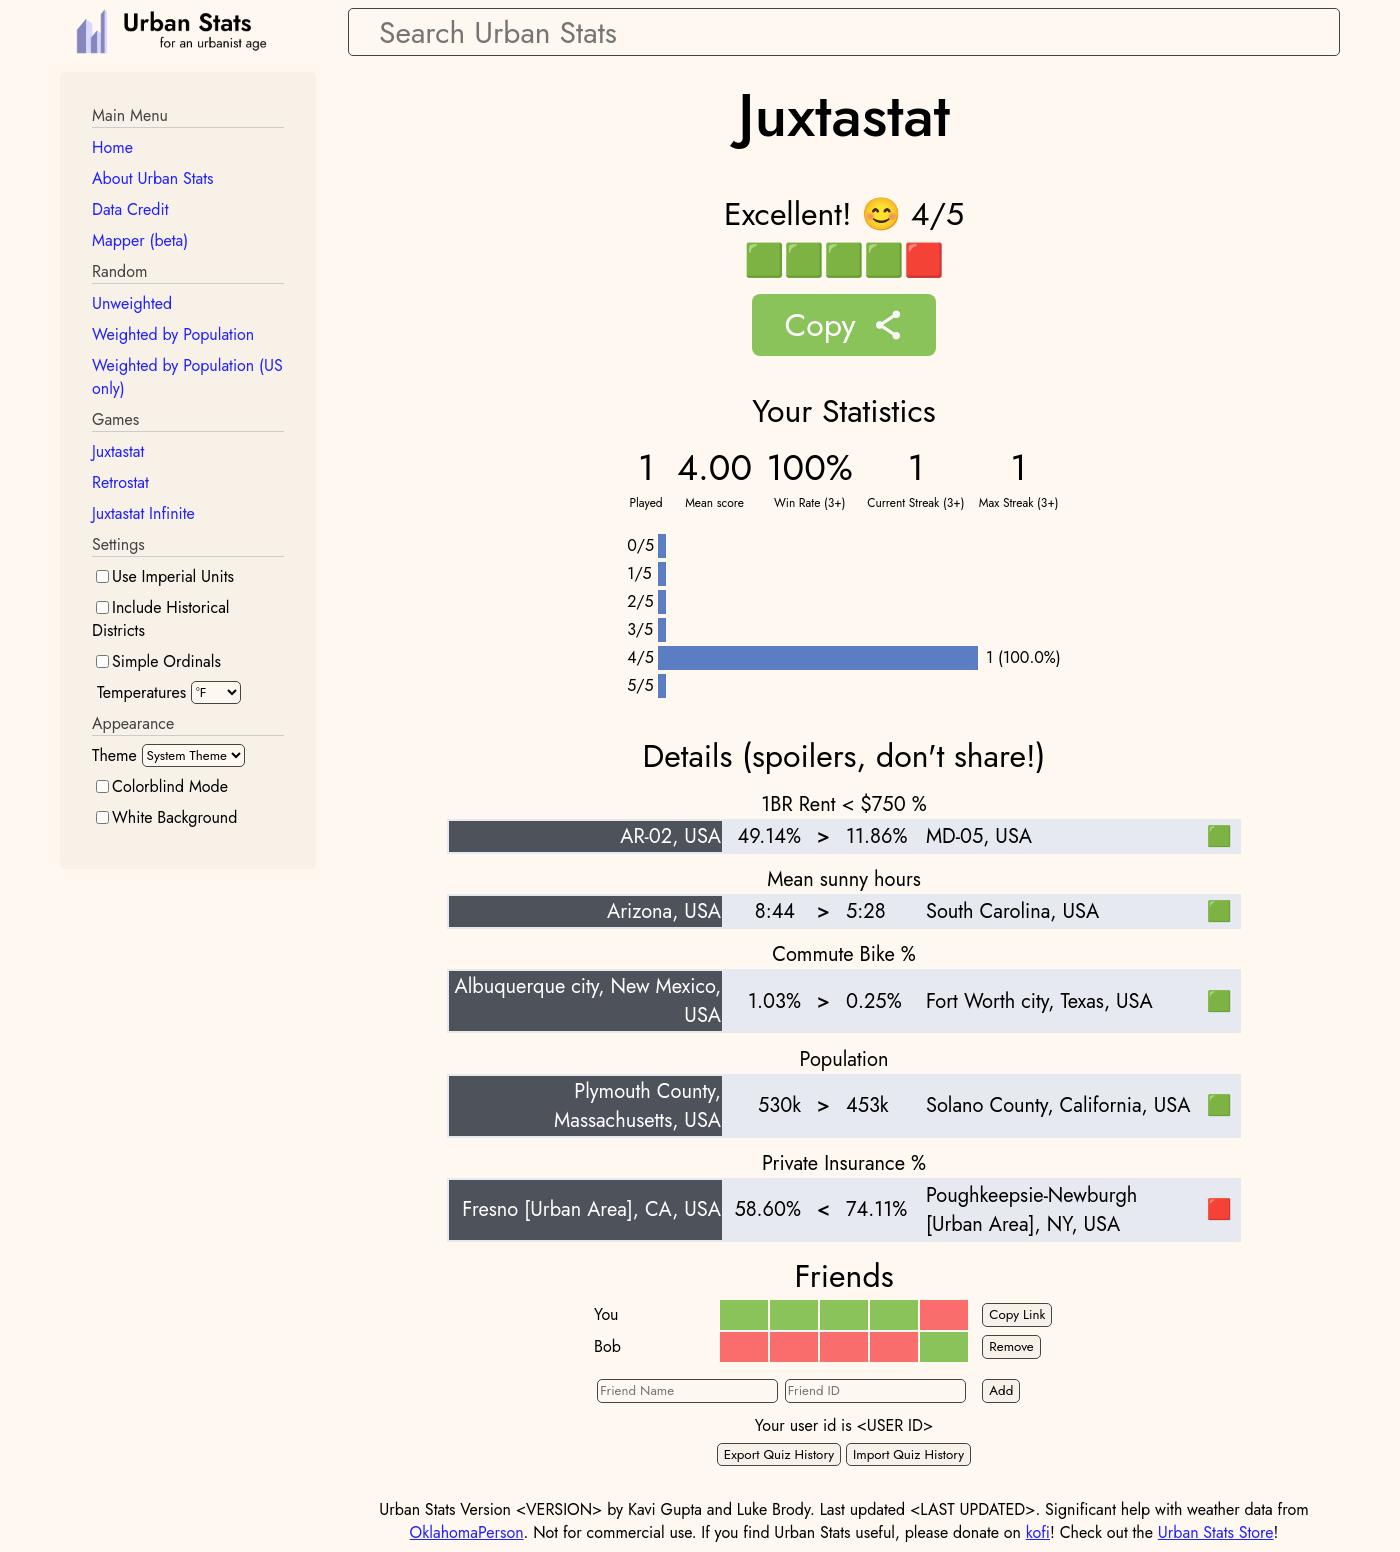 Urban Stats
for an urbanist age
Search Urban Stats
Main Menu
Home
About Urban Stats
Data Credit
Mapper (beta)
Random
Unweighted
Weighted by Population
Weighted by Population (US
only)
Games
Juxtastat
Retrostat
Juxtastat Infinite
Settings
Use Imperial Units
Include Historical
Districts
Simple Ordinals
Temperatures °F
Appearance
Theme System Theme
Colorblind Mode
White Background
Juxtastat
Excellent! 😊 4/5
🟩🟩🟩🟩🟥
Copy
Your Statistics
1 4.00 100% 1 1
Played Mean score Win Rate (3+) Current Streak (3+) Max Streak (3+)
0/5
1/5
2/5
3/5
4/5 1 (100.0%)
5/5
Details (spoilers, don't share!)
1BR Rent < $750 %
AR-02, USA 49.14% > 11.86% MD-05, USA 🟩
Mean sunny hours
Arizona, USA 8:44 > 5:28 South Carolina, USA 🟩
Commute Bike %
Albuquerque city, New Mexico,
USA 1.03% > 0.25% Fort Worth city, Texas, USA 🟩
Population
Plymouth County,
Massachusetts, USA 530k > 453k Solano County, California, USA 🟩
Private Insurance %
Fresno [Urban Area], CA, USA 58.60% < 74.11% Poughkeepsie-Newburgh
[Urban Area], NY, USA 🟥
Friends
You Copy Link
Bob Remove
Friend Name Friend ID Add
Your user id is <USER ID>
Export Quiz History Import Quiz History
Urban Stats Version <VERSION> by Kavi Gupta and Luke Brody. Last updated <LAST UPDATED>. Significant help with weather data from
OklahomaPerson. Not for commercial use. If you find Urban Stats useful, please donate on kofi! Check out the Urban Stats Store!